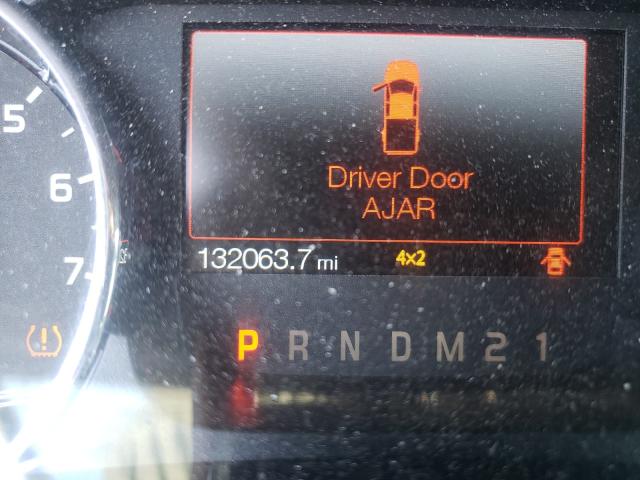 5
6
7
Driver Door
AJAR
132063.7 mi 4x2
P R N D M 2 1